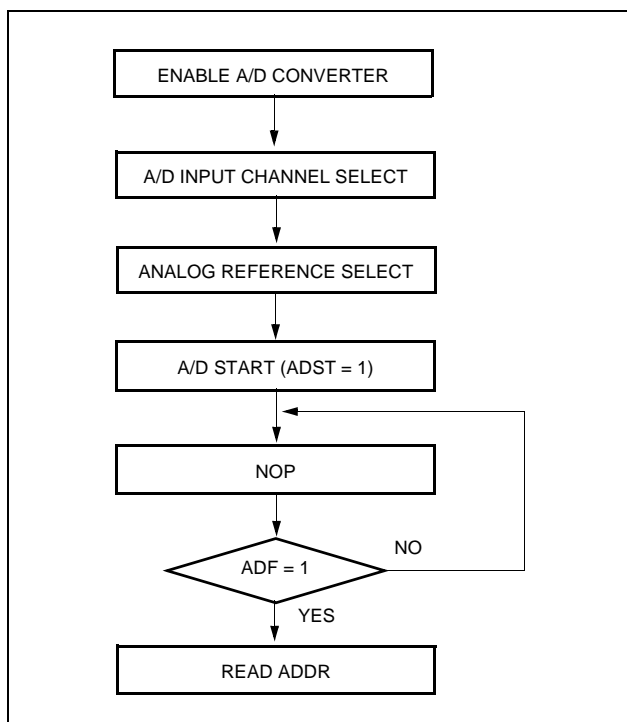 ENABLE A/D CONVERTER
A/D INPUT CHANNEL SELECT
ANALOG REFERENCE SELECT
A/D START (ADST = 1)
NOP
ADF = 1
NO
YES
READ ADDR